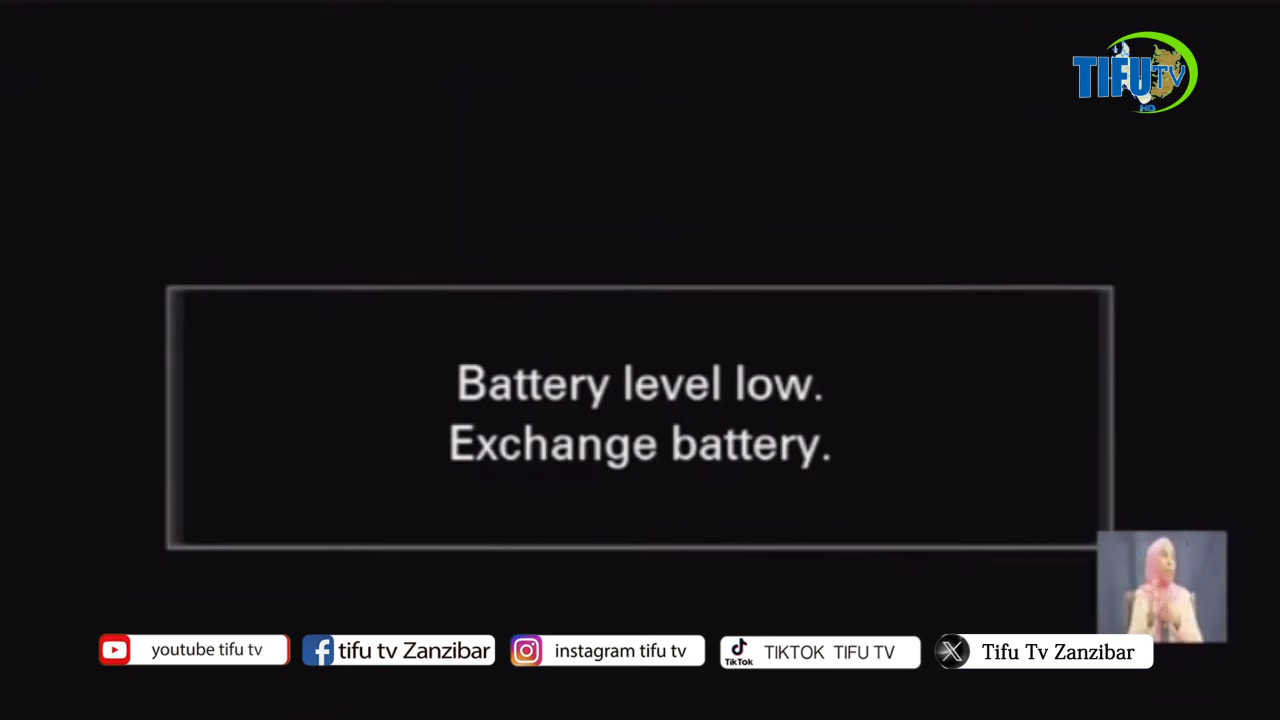 TIFU TV
HD
Battery level low.
Exchange battery.
youtube tifu tv
tifu tv Zanzibar
instagram tifu tv
TikTok
TIKTOK TIFU TV
Tifu Tv Zanzibar